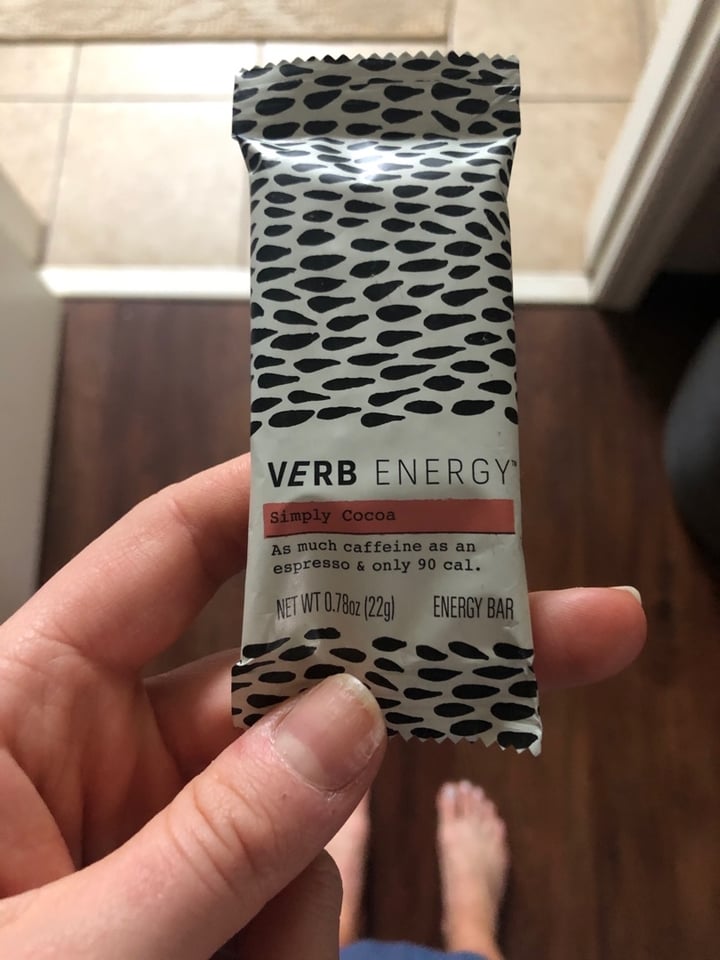 VERB ENERGY™
Simply Cocoa
As much caffeine as an
espresso & only 90 cal.
NET WT 0.78oz (22g) ENERGY BAR